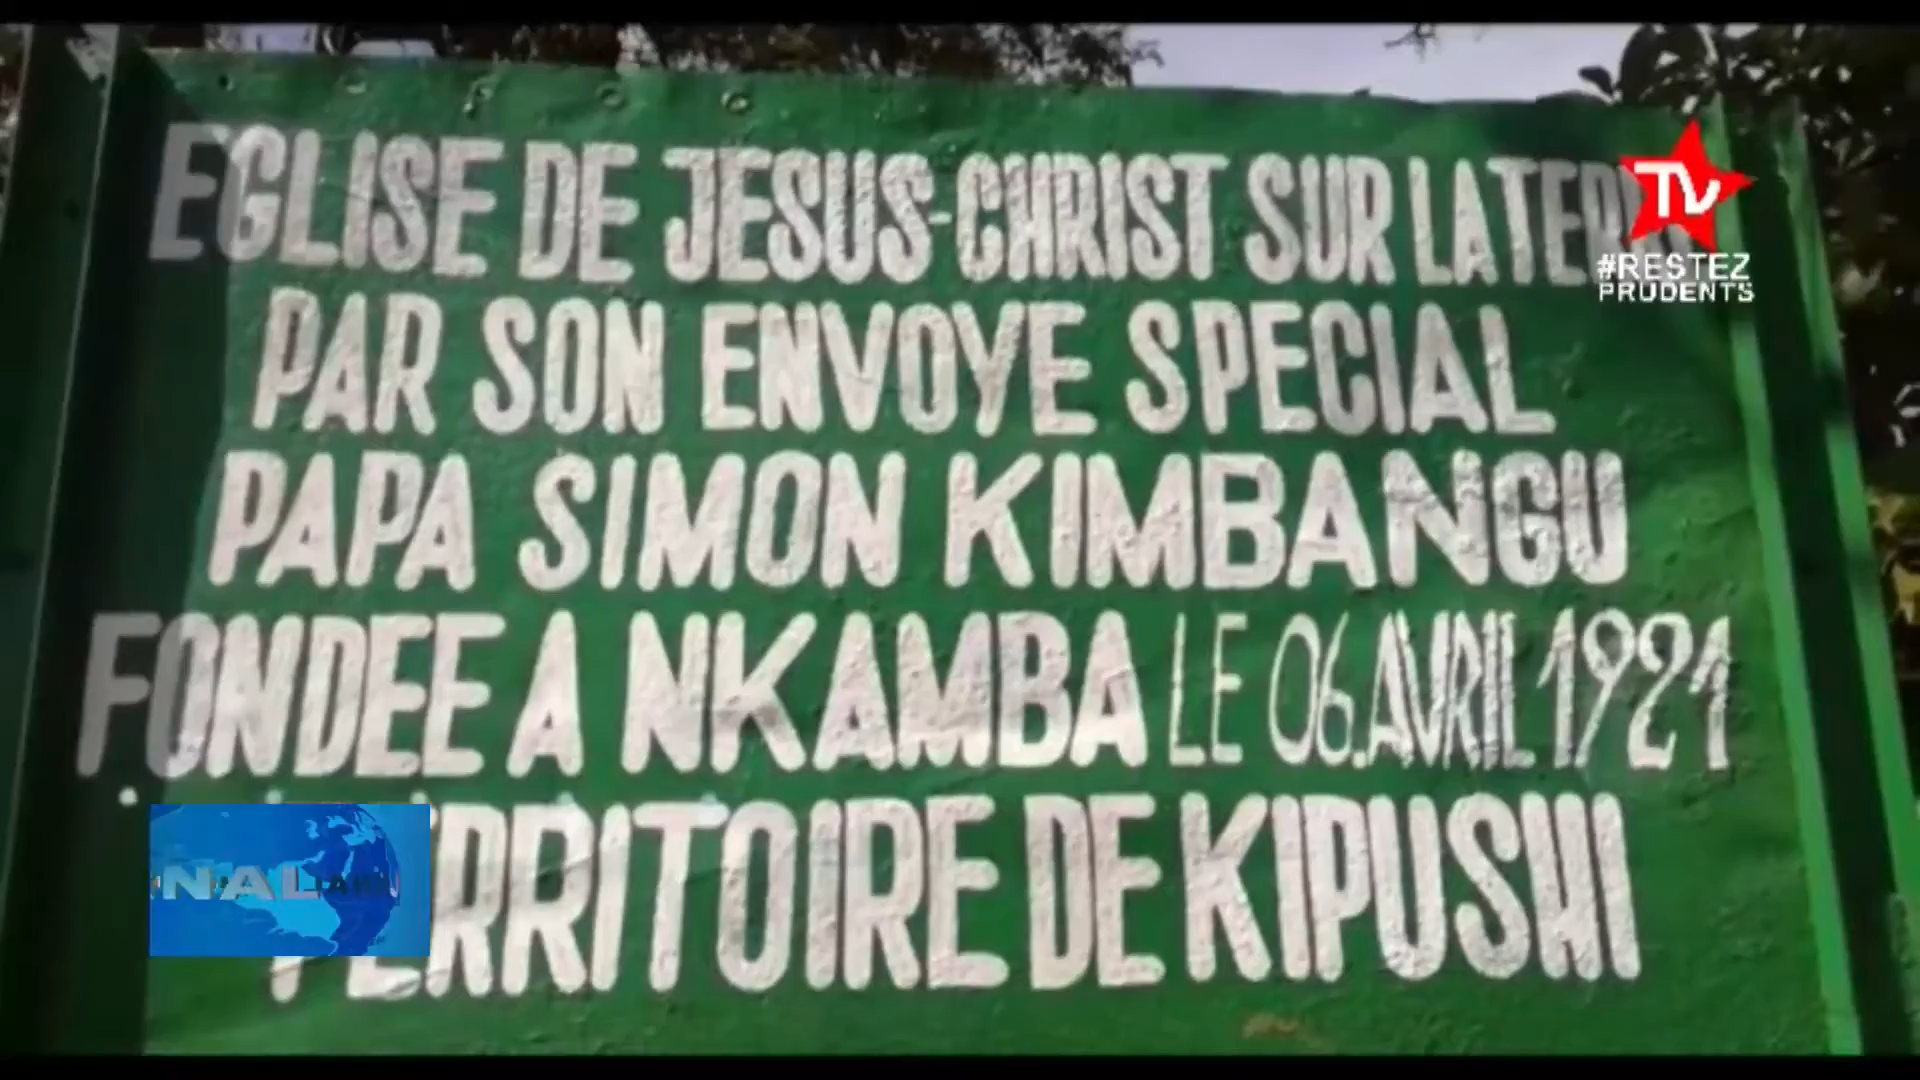 EGLISE DE JESUS-CHRIST SUR LA
PAR SON ENVOYE SPECIAL
PAPA SIMON KIMBANGU
FONDEE A NKAMBA LE 06.AVRIL 1921
TERRITOIRE DE KIPUSHI
TV
#RESTEZ
PRUDENTS